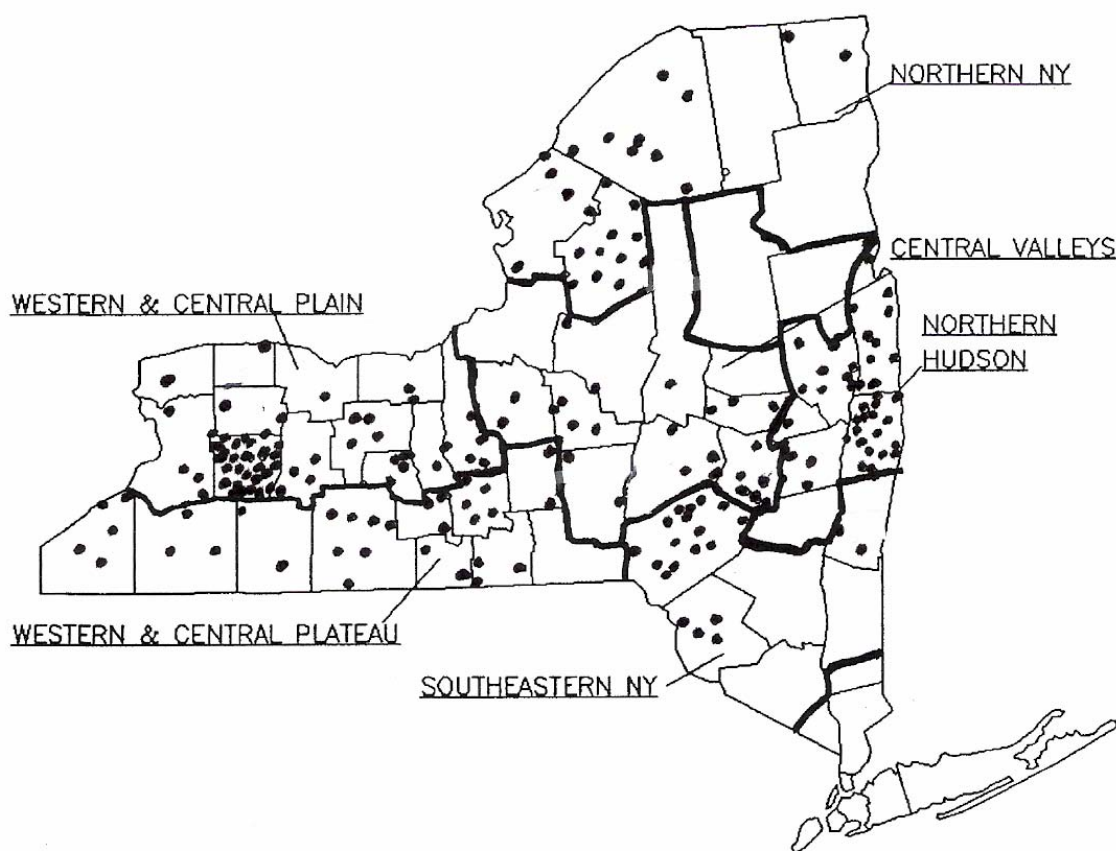 NORTHERN NY
CENTRAL VALLEYS
WESTERN & CENTRAL PLAIN
NORTHERN
HUDSON
WESTERN & CENTRAL PLATEAU
SOUTHEASTERN NY